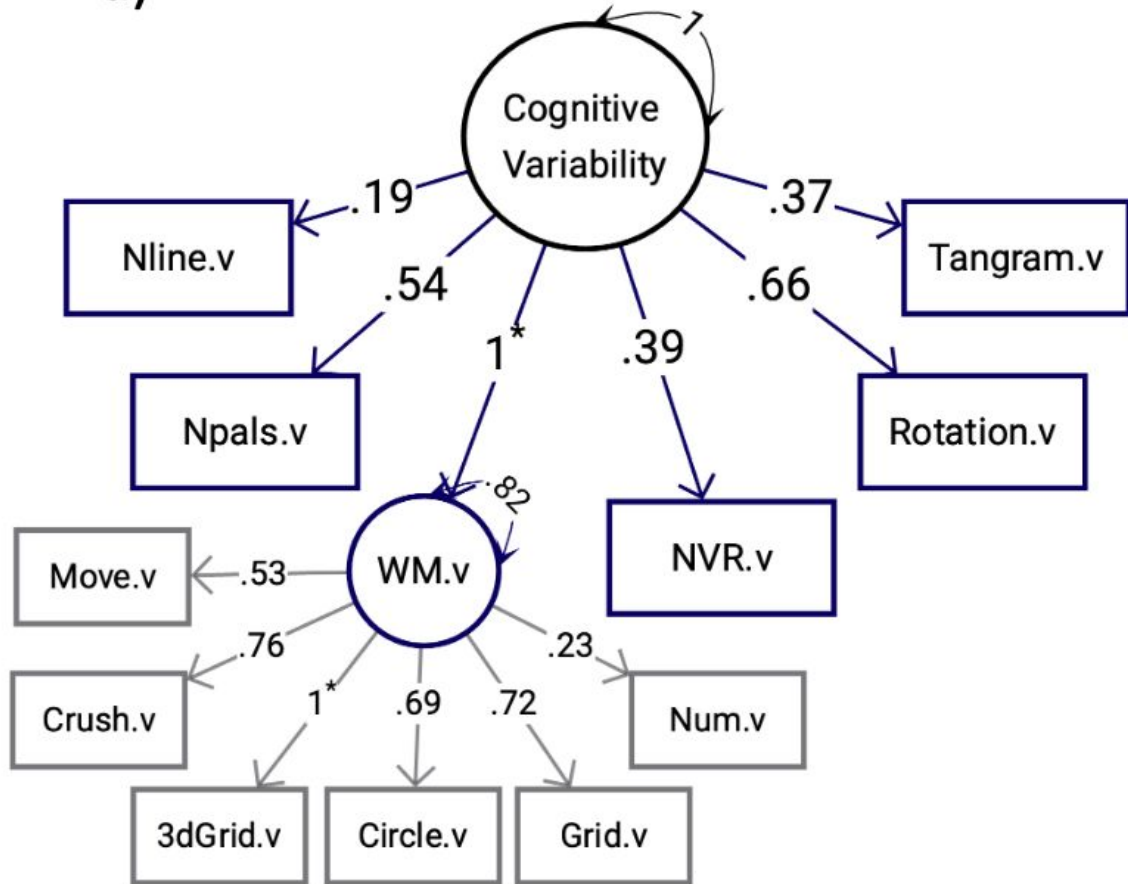 1
Cognitive
Variability
.19
.37
Nline.v
Tangram.v
.54
.66
1*
.39
Npals.v
Rotation.v
.82
Move.v
.53
WM.v
NVR.v
.76
.23
1*
.69
.72
Crush.v
Num.v
3dGrid.v
Circle.v
Grid.v